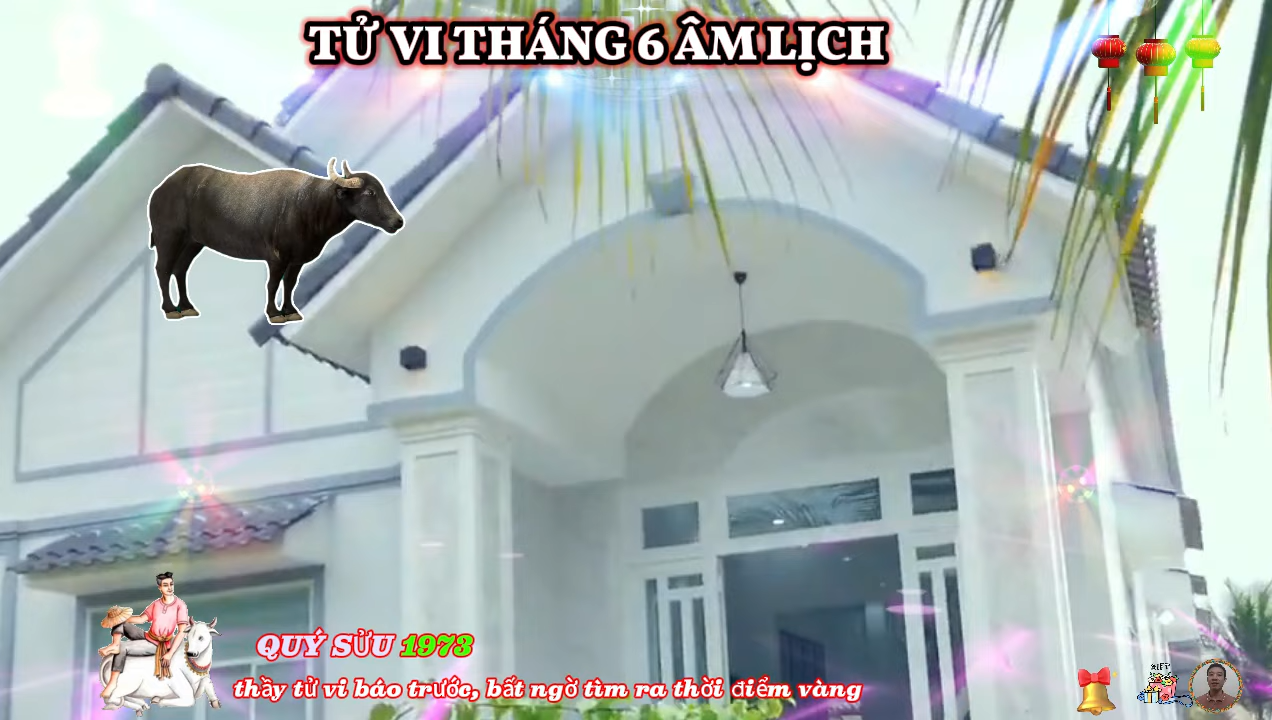 TỬ VI THÁNG 6 ÂM LỊCH
QUÝ SỬU 1973
thầy tử vi báo trước, bất ngờ tìm ra thời điểm vàng